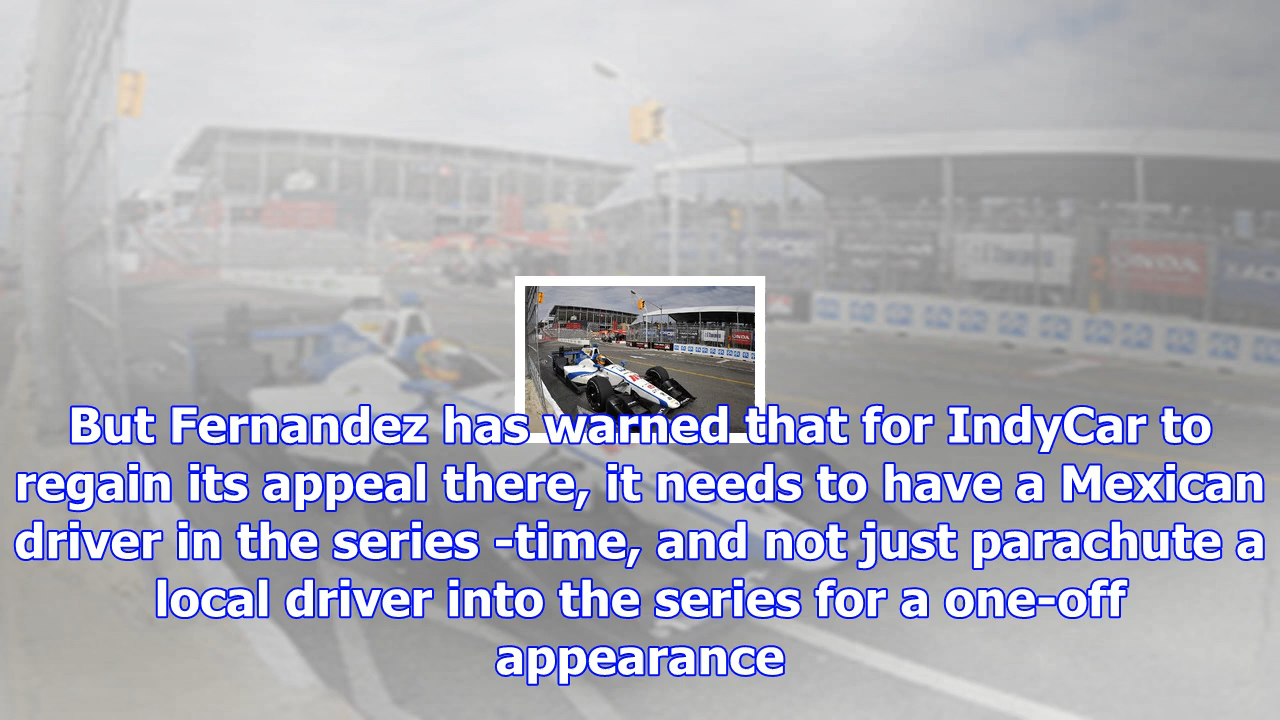 HONDA
But Fernandez has warned that for IndyCar to
regain its appeal there, it needs to have a Mexican
driver in the series -time, and not just parachute a
local driver into the series for a one-off
appearance